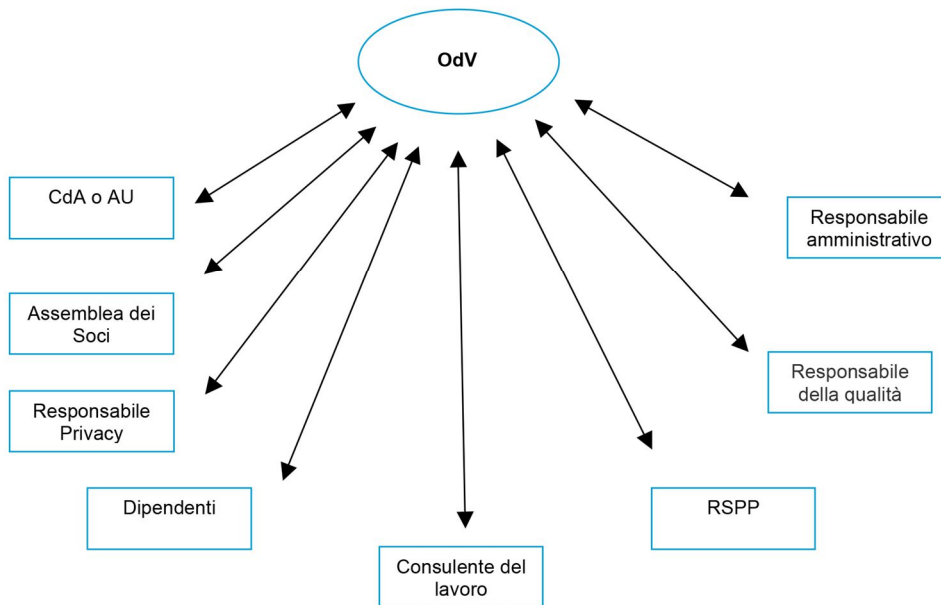 OdV
CdA o AU
Assemblea dei
Soci
Responsabile
Privacy
Dipendenti
Consulente del
lavoro
RSPP
Responsabile
della qualità
Responsabile
amministrativo